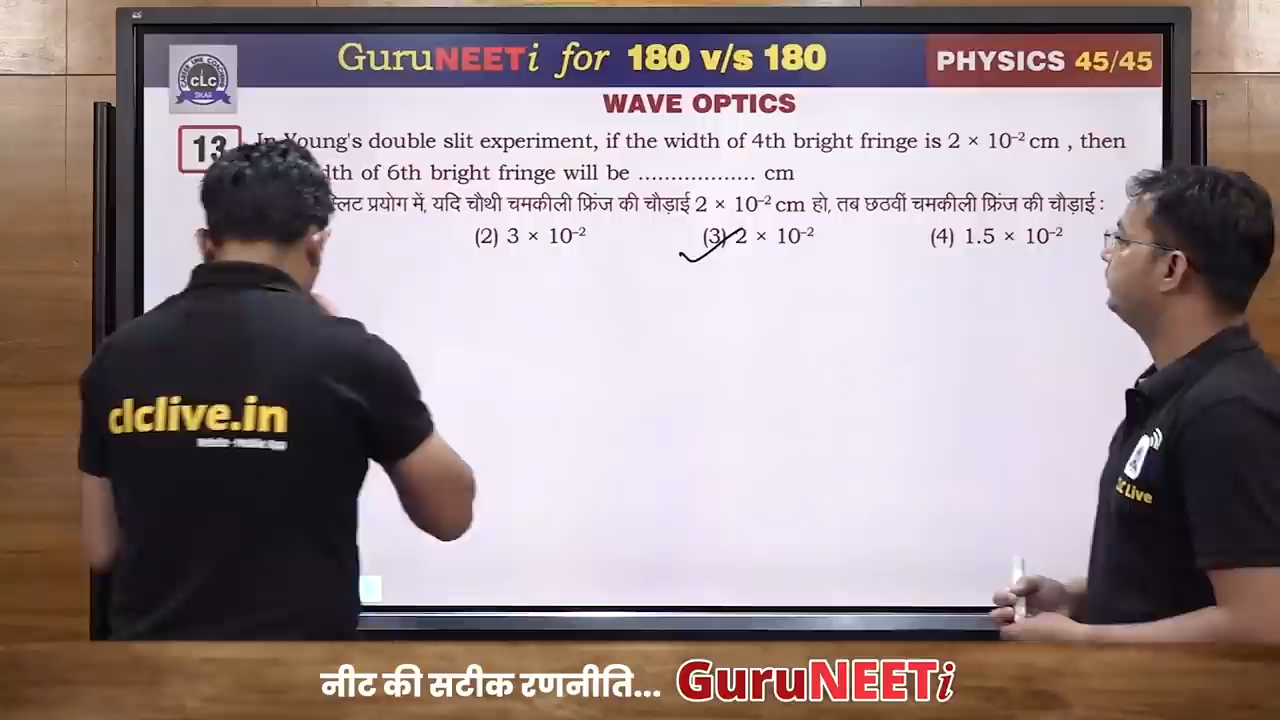 GuruNEETi for 180 v/s 180
PHYSICS 45/45
CLC
SIKAR
WAVE OPTICS
13 In Young's double slit experiment, if the width of 4th bright fringe is 2 × 10⁻² cm , then
of 6th bright fringe will be .................. cm
प्रयोग में, यदि चौथी चमकीली फ्रिंज की चौड़ाई 2 × 10⁻² cm हो, तब छठवीं चमकीली फ्रिंज की चौड़ाई :
(2) 3 × 10⁻² (3) 2 × 10⁻² (4) 1.5 × 10⁻²
clclive.in
Live
नीट की सटीक रणनीति... GuruNEETi